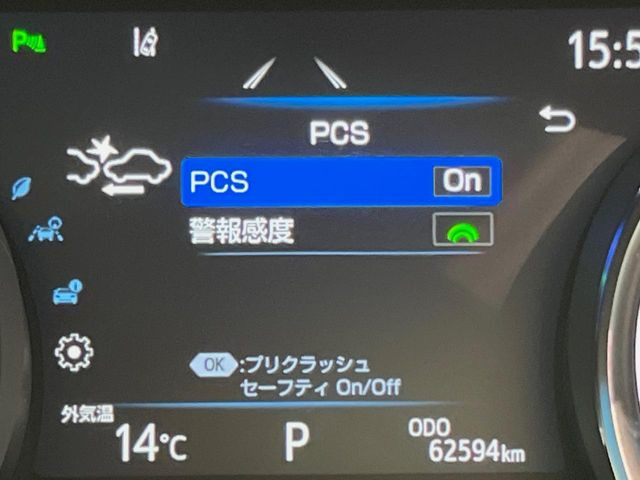 P
15:5
PCS
PCS On
警報感度
OK :プリクラッシュ
セーフティ On/Off
外気温
14℃ P ODO
62594km